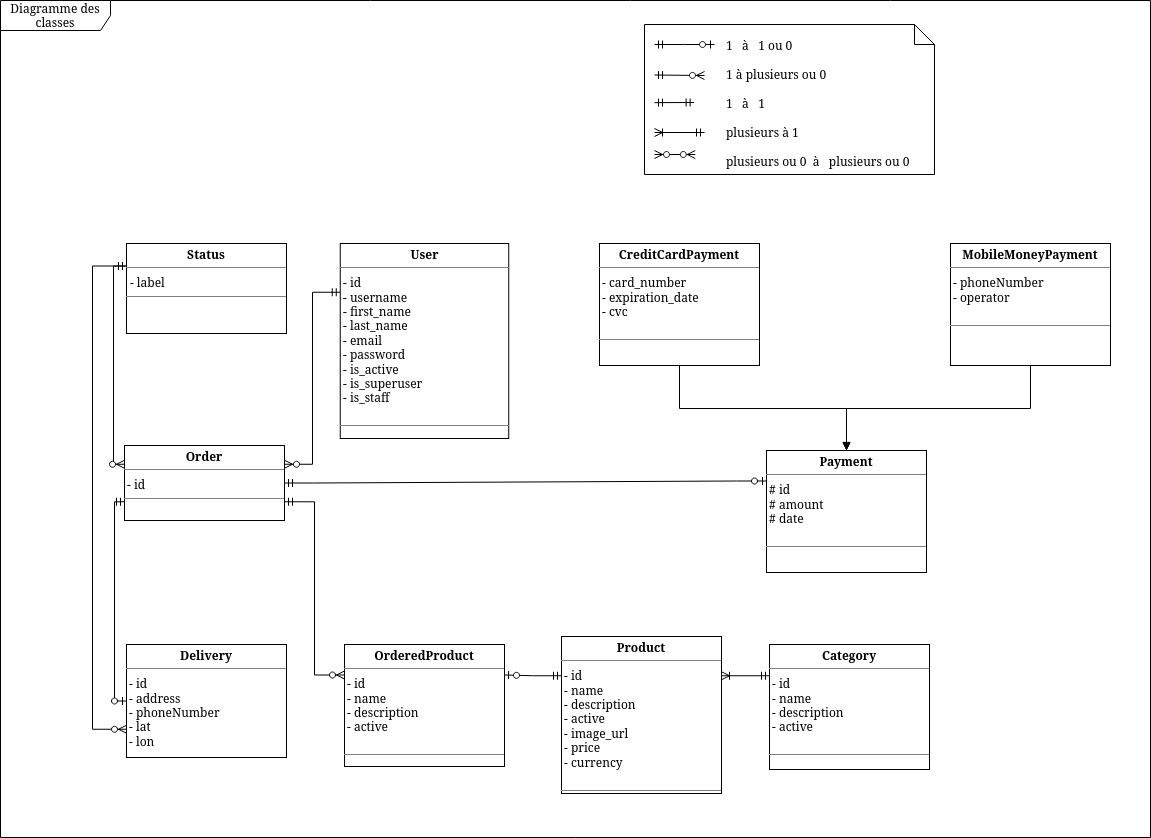 Diagramme des
classes
1 à 1 ou 0
1 à plusieurs ou 0
1 à 1
plusieurs à 1
plusieurs ou 0 à plusieurs ou 0
Status
- label
User
- id
- username
- first_name
- last_name
- email
- password
- is_active
- is_superuser
- is_staff
CreditCardPayment
- card_number
- expiration_date
- cvc
MobileMoneyPayment
- phoneNumber
- operator
Order
- id
Payment
# id
# amount
# date
Delivery
- id
- address
- phoneNumber
- lat
- lon
OrderedProduct
- id
- name
- description
- active
Product
- id
- name
- description
- active
- image_url
- price
- currency
Category
- id
- name
- description
- active